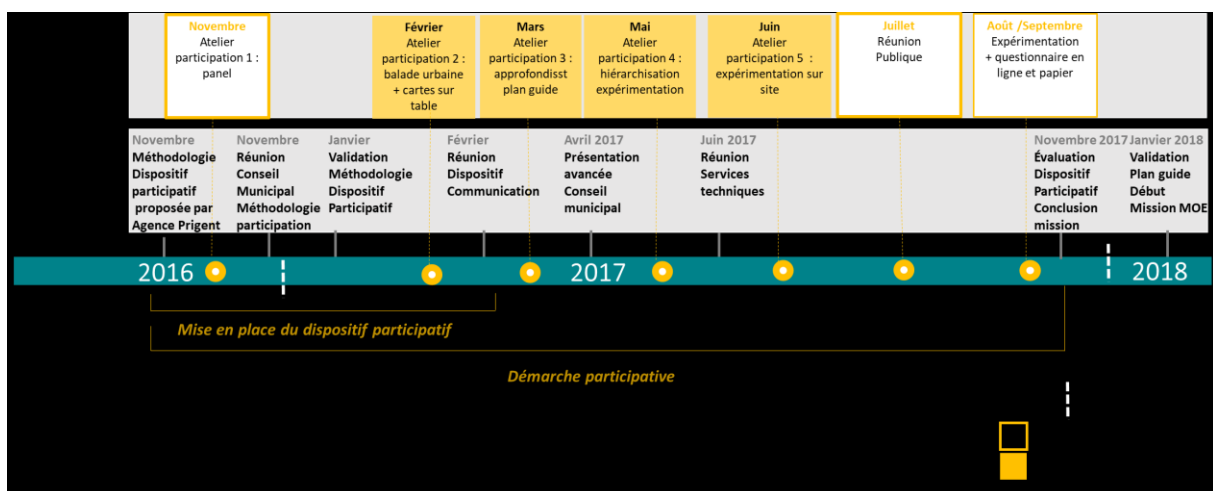 Novembre
Atelier
participation 1 :
panel
Février
Atelier
participation 2 :
balade urbaine
+ cartes sur
table
Mars
Atelier
participation 3 :
approfondisst
plan guide
Mai
Atelier
participation 4 :
hiérarchisation
expérimentation
Juin
Atelier
participation 5 :
expérimentation sur
site
Juillet
Réunion
Publique
Août /Septembre
Expérimentation
+ questionnaire en
ligne et papier
Novembre
Méthodologie
Dispositif
participatif
proposée par
Agence Prigent
Novembre
Réunion
Conseil
Municipal
Méthodologie
participation
Janvier
Validation
Méthodologie
Dispositif
Participatif
Février
Réunion
Dispositif
Communication
Avril 2017
Présentation
avancée
Conseil
municipal
Juin 2017
Réunion
Services
techniques
Novembre 2017
Évaluation
Dispositif
Participatif
Conclusion
mission
Janvier 2018
Validation
Plan guide
Début
Mission MOE
2016
2017
2018
Mise en place du dispositif participatif
Démarche participative